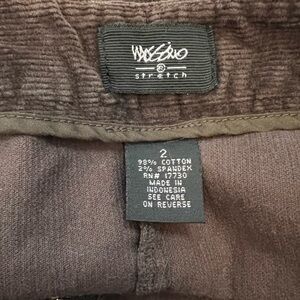 mossimo
®
stretch
2
98% COTTON
2% SPANDEX
RN# 17730
MADE IN
INDONESIA
SEE CARE
ON REVERSE